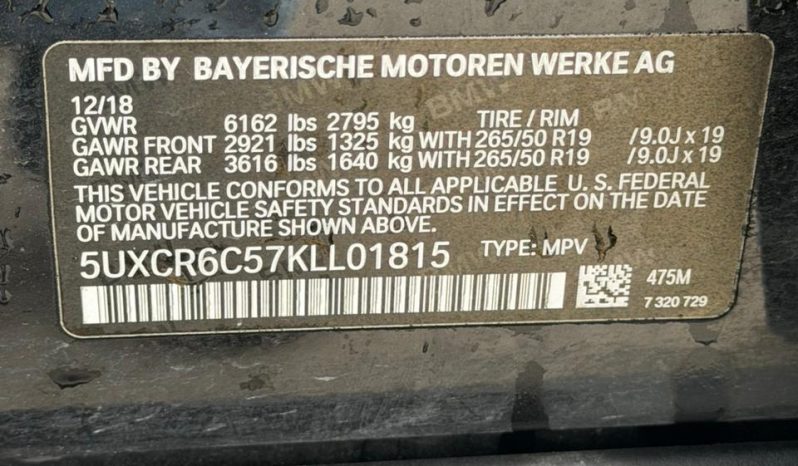 MFD BY BAYERISCHE MOTOREN WERKE AG
12/18
GVWR 6162 lbs 2795 kg TIRE / RIM
GAWR FRONT 2921 lbs 1325 kg WITH 265/50 R19 /9.0J x 19
GAWR REAR 3616 lbs 1640 kg WITH 265/50 R19 /9.0J x 19
THIS VEHICLE CONFORMS TO ALL APPLICABLE U. S. FEDERAL
MOTOR VEHICLE SAFETY STANDARDS IN EFFECT ON THE DATE
OF MANUFACTURE SHOWN ABOVE.
5UXCR6C57KLL01815 TYPE: MPV
475M
7 320 729